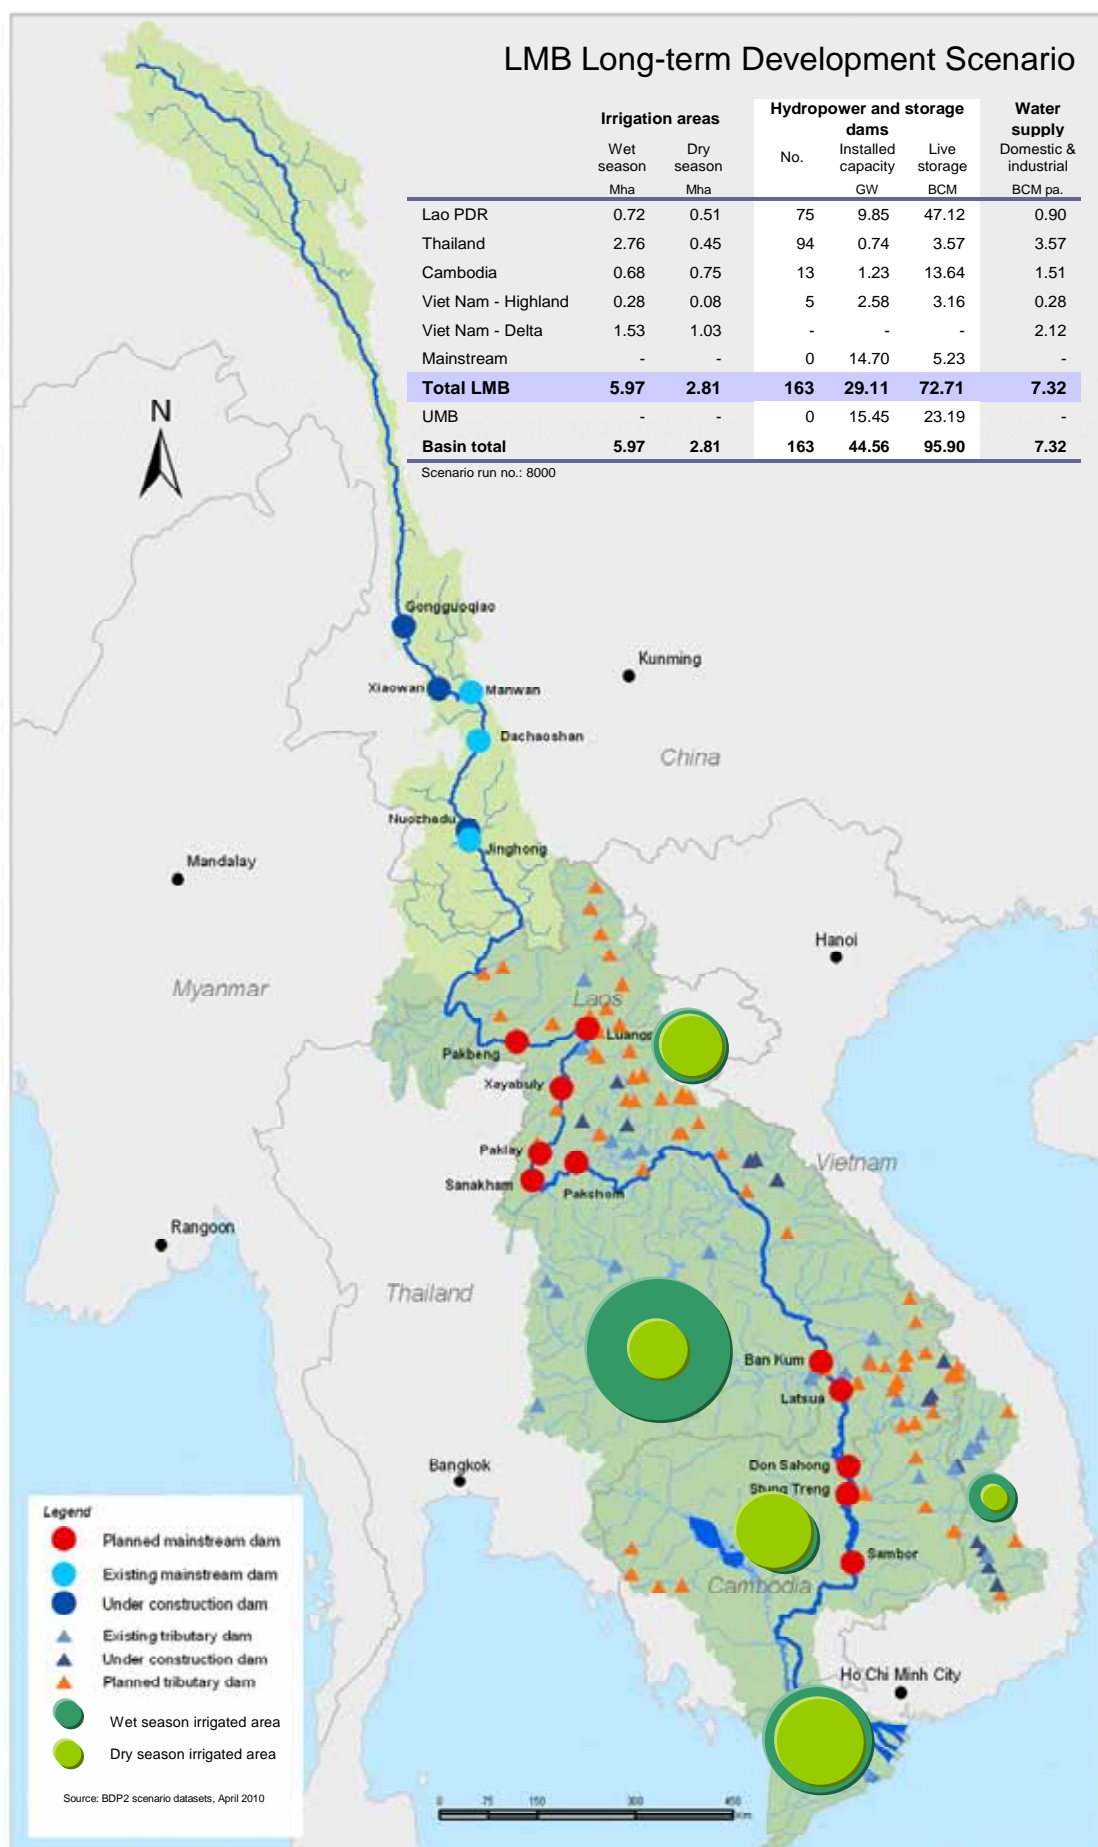 LMB Long-term Development Scenario
Irrigation areas Hydropower and storage dams Water supply
Wet season Dry season No. Installed capacity Live storage Domestic & industrial
Mha Mha GW BCM BCM pa.
Lao PDR 0.72 0.51 75 9.85 47.12 0.90
Thailand 2.76 0.45 94 0.74 3.57 3.57
Cambodia 0.68 0.75 13 1.23 13.64 1.51
Viet Nam - Highland 0.28 0.08 5 2.58 3.16 0.28
Viet Nam - Delta 1.53 1.03 - - - 2.12
Mainstream - - 0 14.70 5.23 -
Total LMB 5.97 2.81 163 29.11 72.71 7.32
UMB - - 0 15.45 23.19 -
Basin total 5.97 2.81 163 44.56 95.90 7.32
Scenario run no.: 8000
N
Gongguoqiao
Kunming
Xiaowan
Manwan
Dachaoshan
China
Nuozhadu
Jinghong
Mandalay
Hanoi
Myanmar
Laos
Luangp
Pakbeng
Xayabuly
Paklay
Vietnam
Sanakham
Pakchom
Rangoon
Thailand
Ban Kum
Latsua
Bangkok
Don Sahong
Stung Treng
Sambor
Cambodia
Ho Chi Minh City
Legend
Planned mainstream dam
Existing mainstream dam
Under construction dam
Existing tributary dam
Under construction dam
Planned tributary dam
Wet season irrigated area
Dry season irrigated area
Source: BDP2 scenario datasets, April 2010
0 75 150 300 450
Km